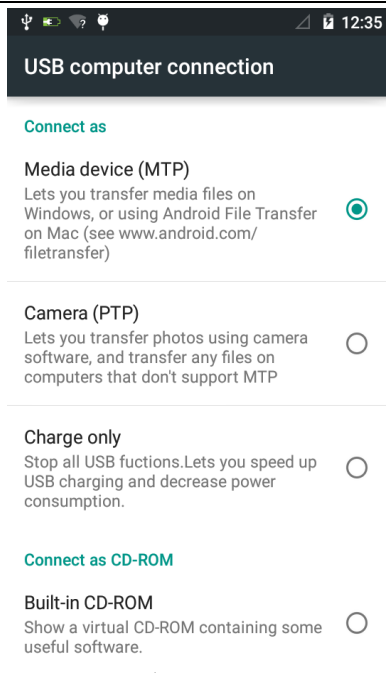 12:35
USB computer connection
Connect as
Media device (MTP)
Lets you transfer media files on
Windows, or using Android File Transfer
on Mac (see www.android.com/
filetransfer)
Camera (PTP)
Lets you transfer photos using camera
software, and transfer any files on
computers that don't support MTP
Charge only
Stop all USB fuctions.Lets you speed up
USB charging and decrease power
consumption.
Connect as CD-ROM
Built-in CD-ROM
Show a virtual CD-ROM containing some
useful software.